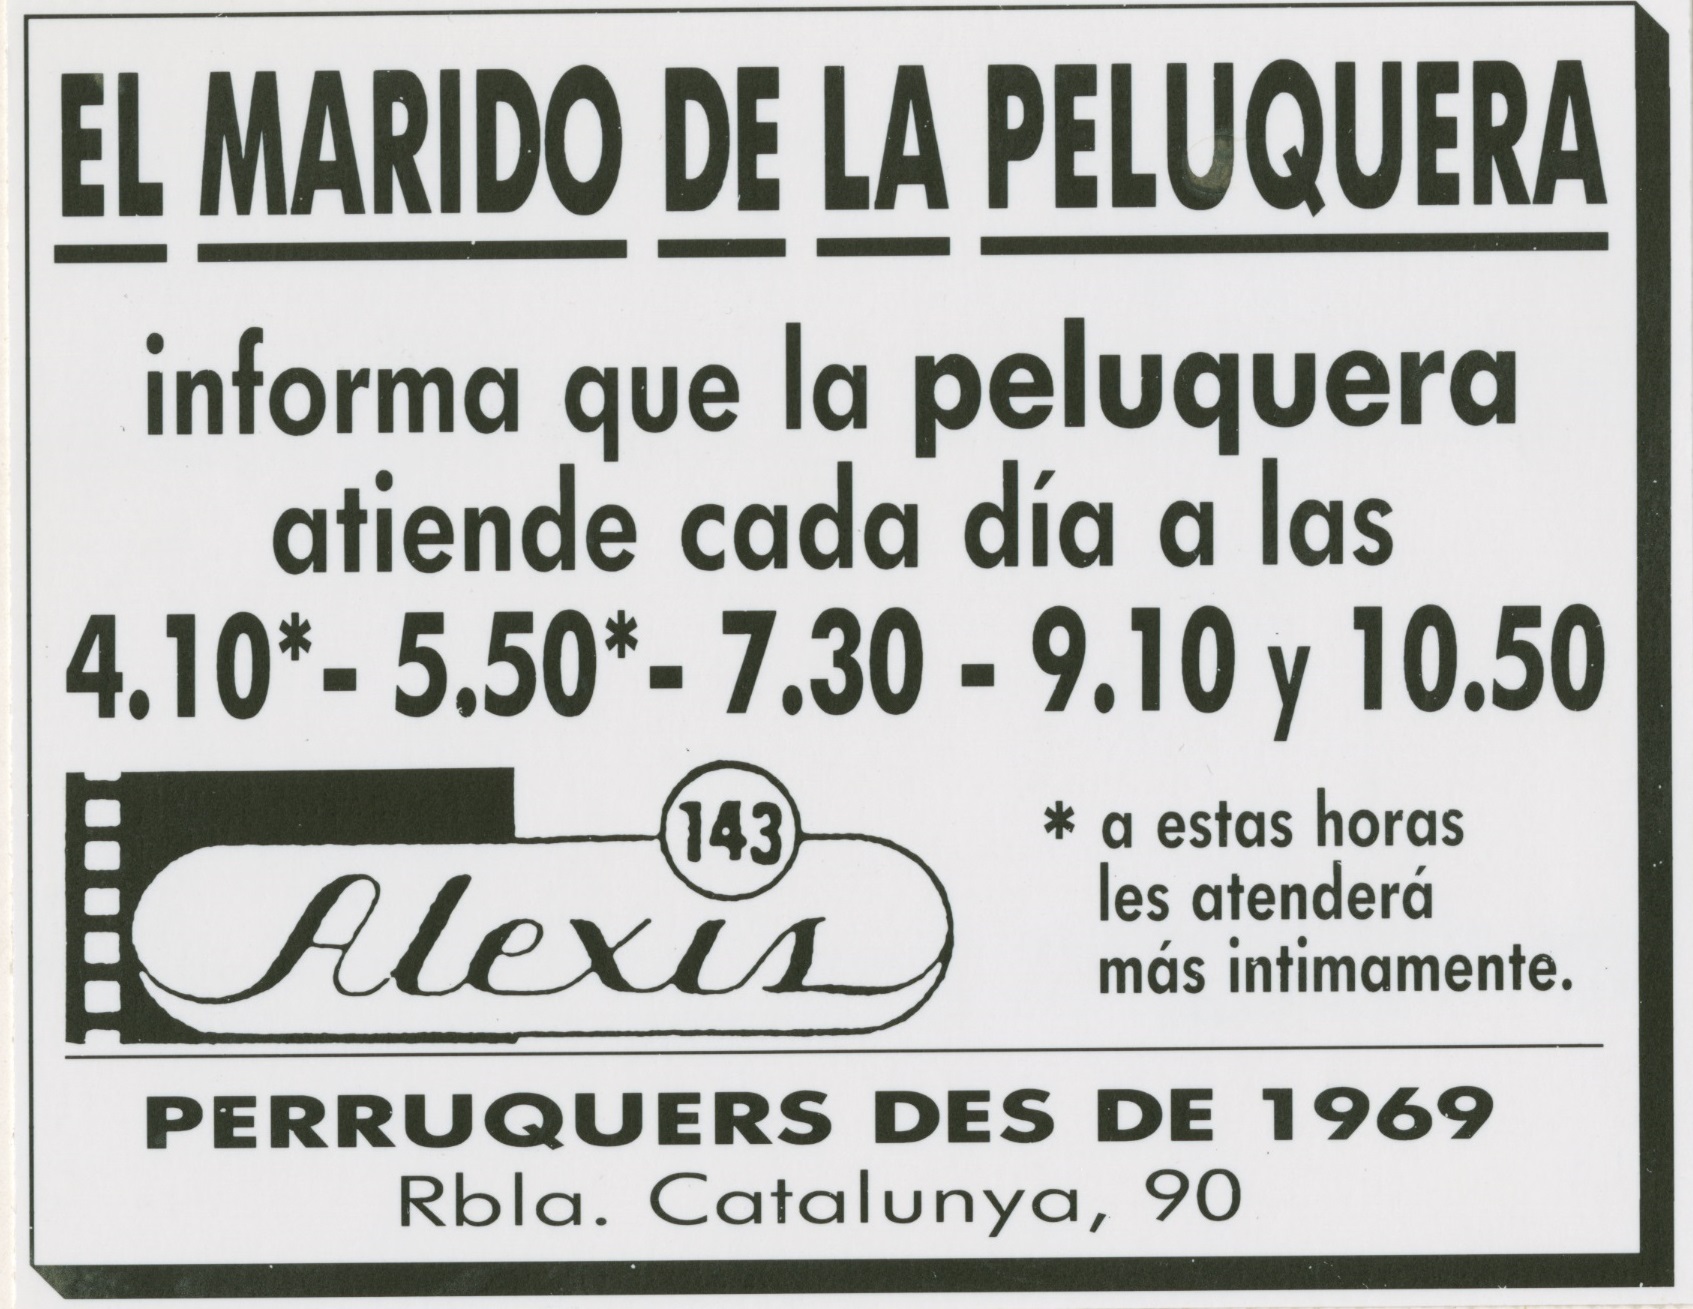 EL MARIDO DE LA PELUQUERA
informa que la peluquera
atiende cada día a las
4.10*- 5.50*- 7.30 - 9.10 y 10.50
143
Alexis
* a estas horas
les atenderá
más intimamente.
PERRUQUERS DES DE 1969
Rbla. Catalunya, 90